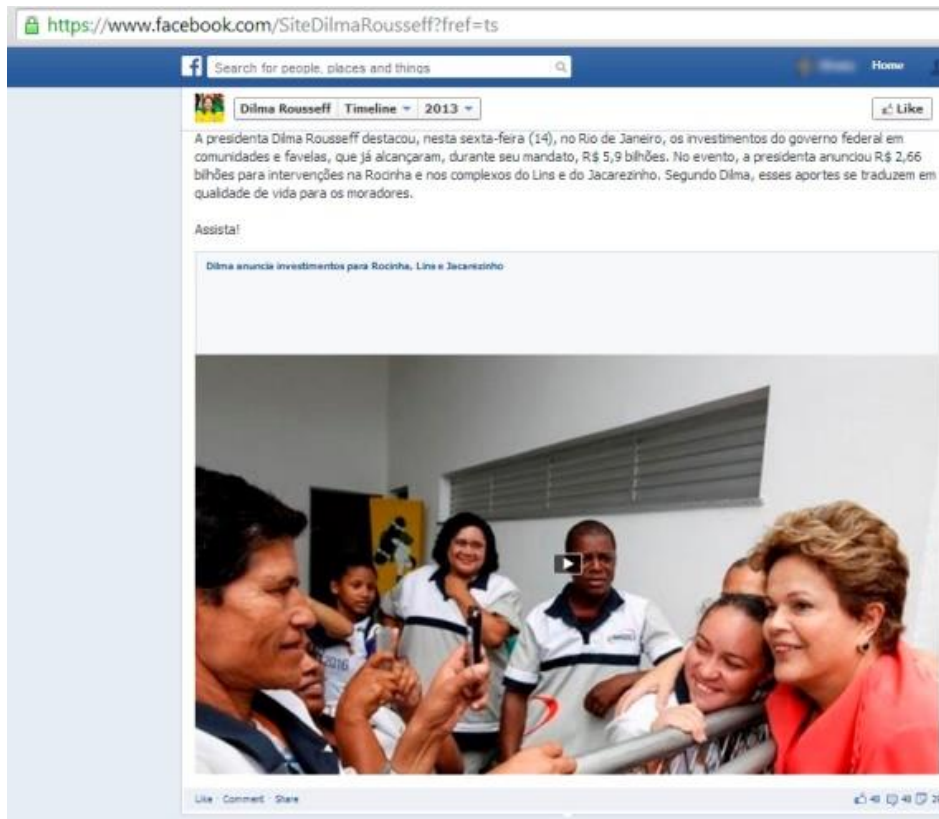 https://www.facebook.com/SiteDilmaRousseff?fref=ts
Search for people, places and things
Home
Dilma Rousseff Timeline 2013
Like
A presidenta Dilma Rousseff destacou, nesta sexta-feira (14), no Rio de Janeiro, os investimentos do governo federal em
comunidades e favelas, que já alcançaram, durante seu mandato, R$ 5,9 bilhões. No evento, a presidenta anunciou R$ 2,66
bilhões para intervenções na Rocinha e nos complexos do Lins e do Jacarezinho. Segundo Dilma, esses aportes se traduzem em
qualidade de vida para os moradores.
Assista!
Dilma anuncia investimentos para Rocinha, Lins e Jacarezinho
2016
Like · Comment · Share